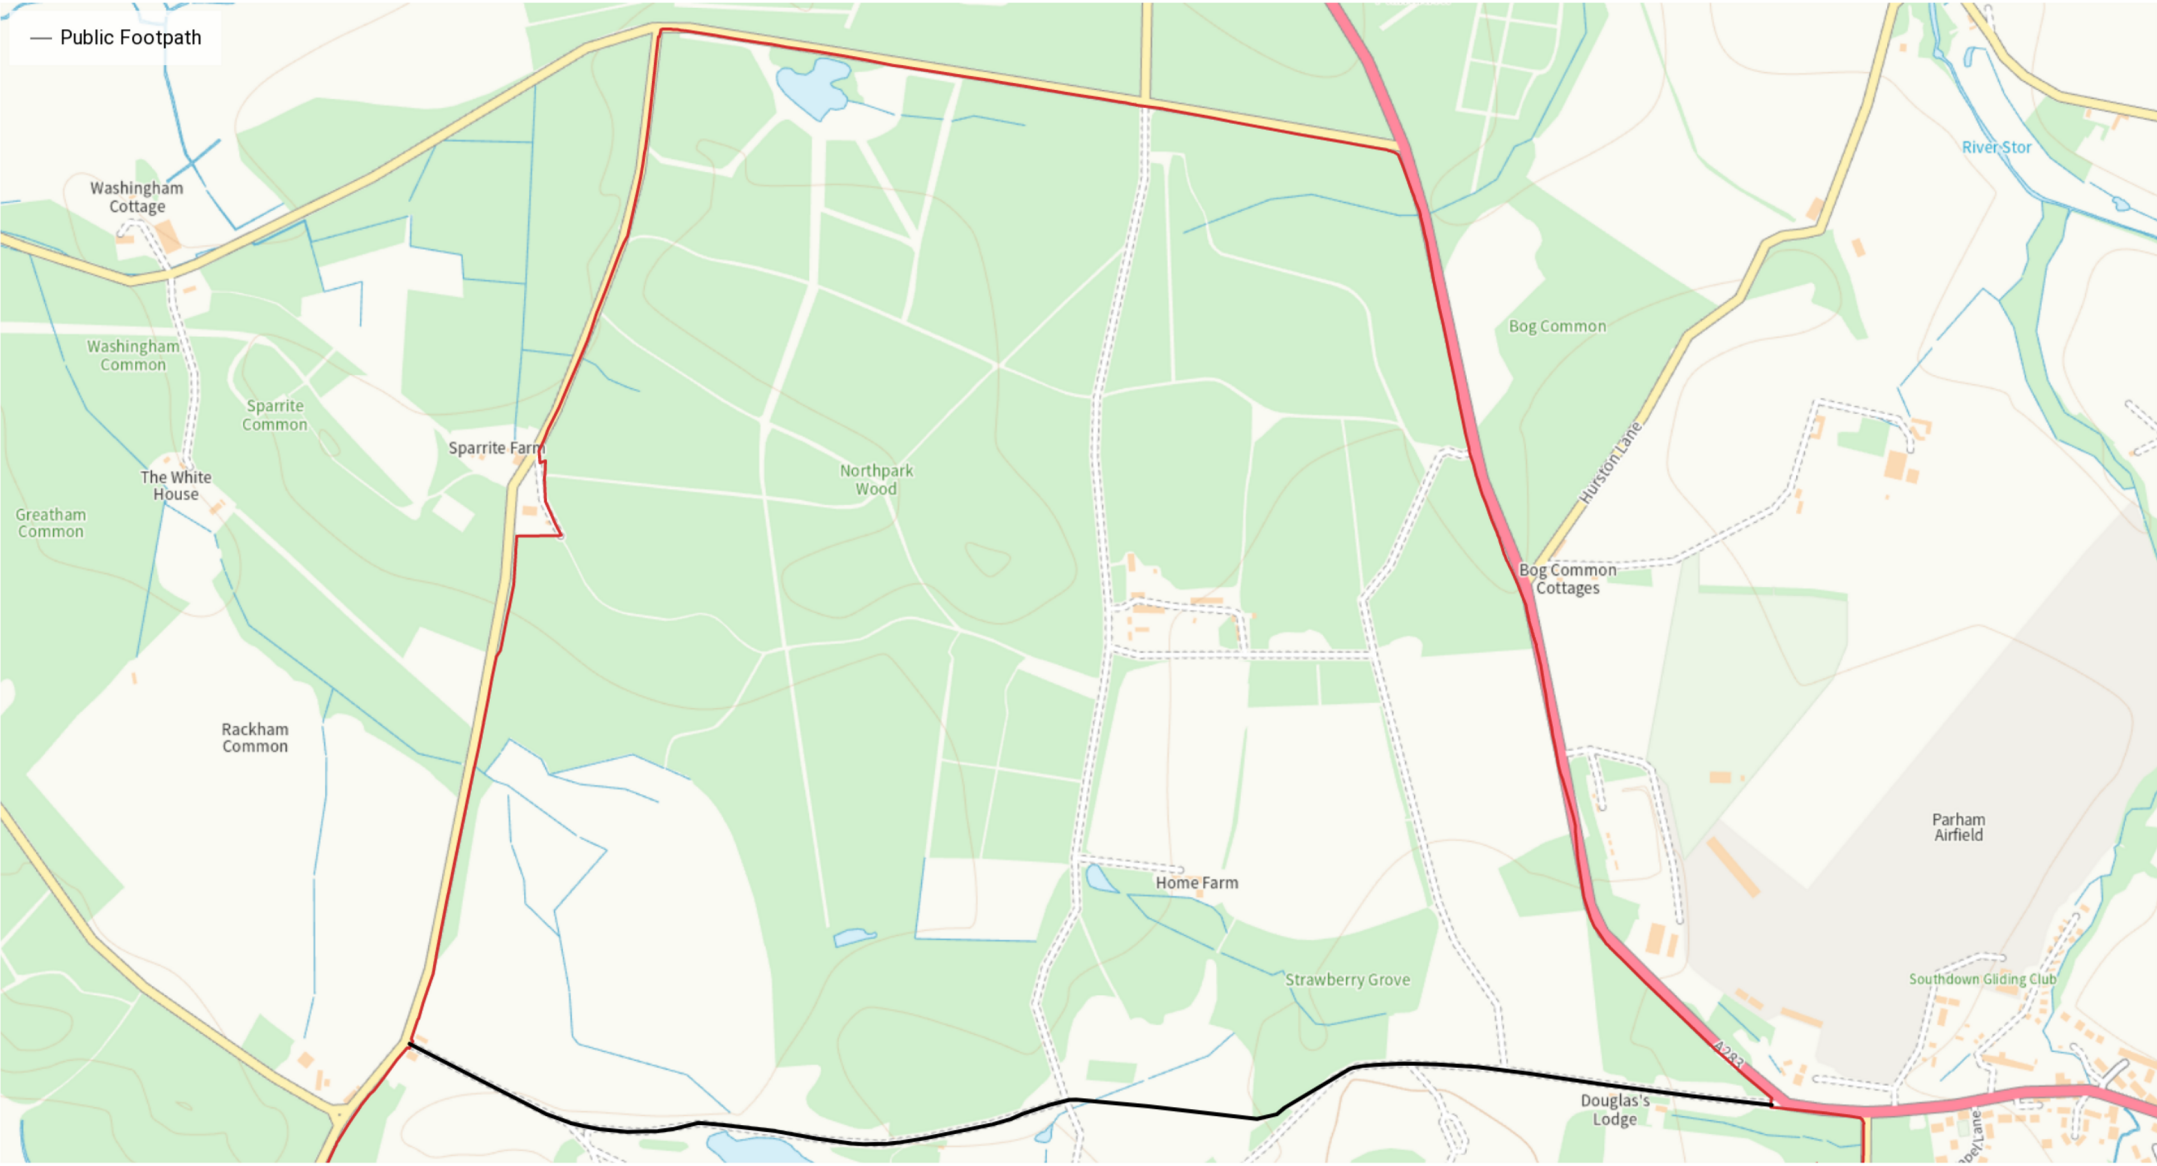 Public Footpath
River Stor
Washingham
Cottage
Bog Common
Washingham
Common
Sparrite
Common
Sparrite Farm
Hurston Lane
Northpark
Wood
The White
House
Greatham
Common
Bog Common
Cottages
Rackham
Common
Parham
Airfield
Home Farm
Strawberry Grove
Southdown Gliding Club
A283
Douglas's
Lodge
pel Lane